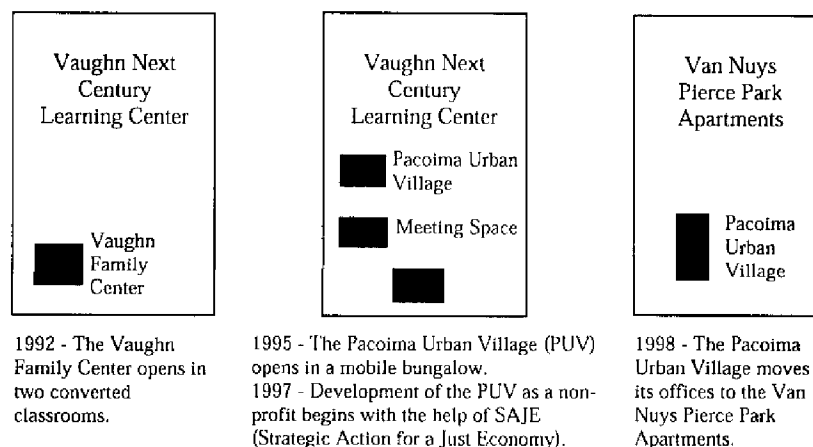 Vaughn Next
Century
Learning Center
Vaughn
Family
Center
1992 - The Vaughn
Family Center opens in
two converted
classrooms.
Vaughn Next
Century
Learning Center
Pacoima Urban
Village
Meeting Space
1995 - The Pacoima Urban Village (PUV)
opens in a mobile bungalow.
1997 - Development of the PUV as a non-
profit begins with the help of SAJE
(Strategic Action for a Just Economy).
Van Nuys
Pierce Park
Apartments
Pacoima
Urban
Village
1998 - The Pacoima
Urban Village moves
its offices to the Van
Nuys Pierce Park
Apartments.